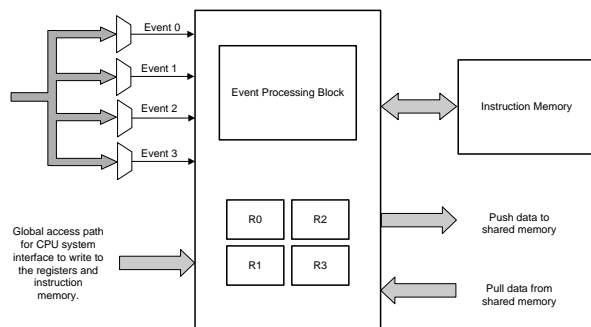 Event 0
Event 1
Event 2
Event 3
Event Processing Block
Instruction Memory
R0
R2
R1
R3
Global access path
for CPU system
interface to write to
the registers and
instruction
memory.
Push data to
shared memory
Pull data from
shared memory